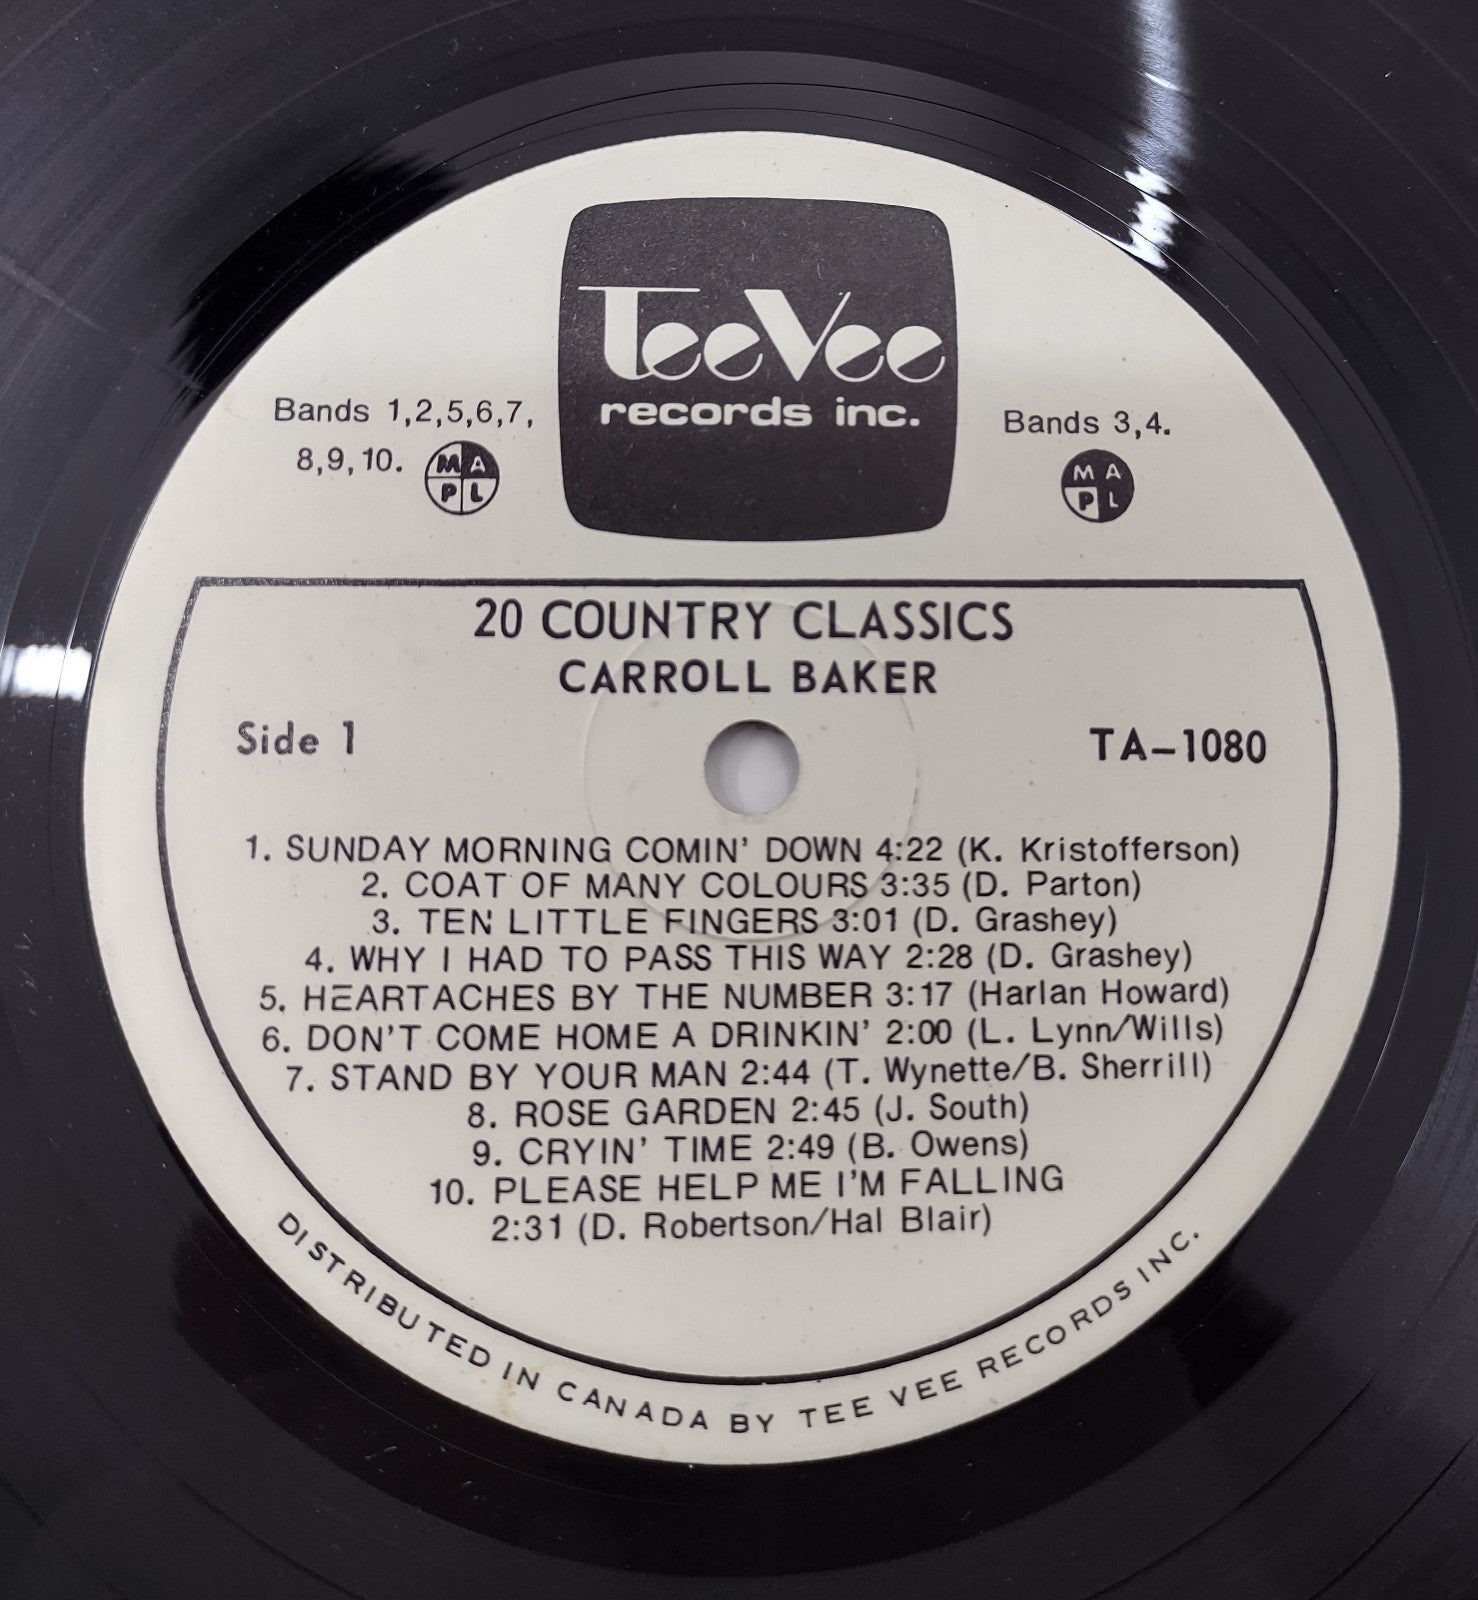 TeeVee
records inc.
Bands 1,2,5,6,7,
8,9,10.
M A
P L
Bands 3,4.
M A
P L
20 COUNTRY CLASSICS
CARROLL BAKER
Side 1
TA-1080
1. SUNDAY MORNING COMIN' DOWN 4:22 (K. Kristofferson)
2. COAT OF MANY COLOURS 3:35 (D. Parton)
3. TEN LITTLE FINGERS 3:01 (D. Grashey)
4. WHY I HAD TO PASS THIS WAY 2:28 (D. Grashey)
5. HEARTACHES BY THE NUMBER 3:17 (Harlan Howard)
6. DON'T COME HOME A DRINKIN' 2:00 (L. Lynn/Wills)
7. STAND BY YOUR MAN 2:44 (T. Wynette/B. Sherrill)
8. ROSE GARDEN 2:45 (J. South)
9. CRYIN' TIME 2:49 (B. Owens)
10. PLEASE HELP ME I'M FALLING
2:31 (D. Robertson/Hal Blair)
DISTRIBUTED IN CANADA BY TEE VEE RECORDS INC.